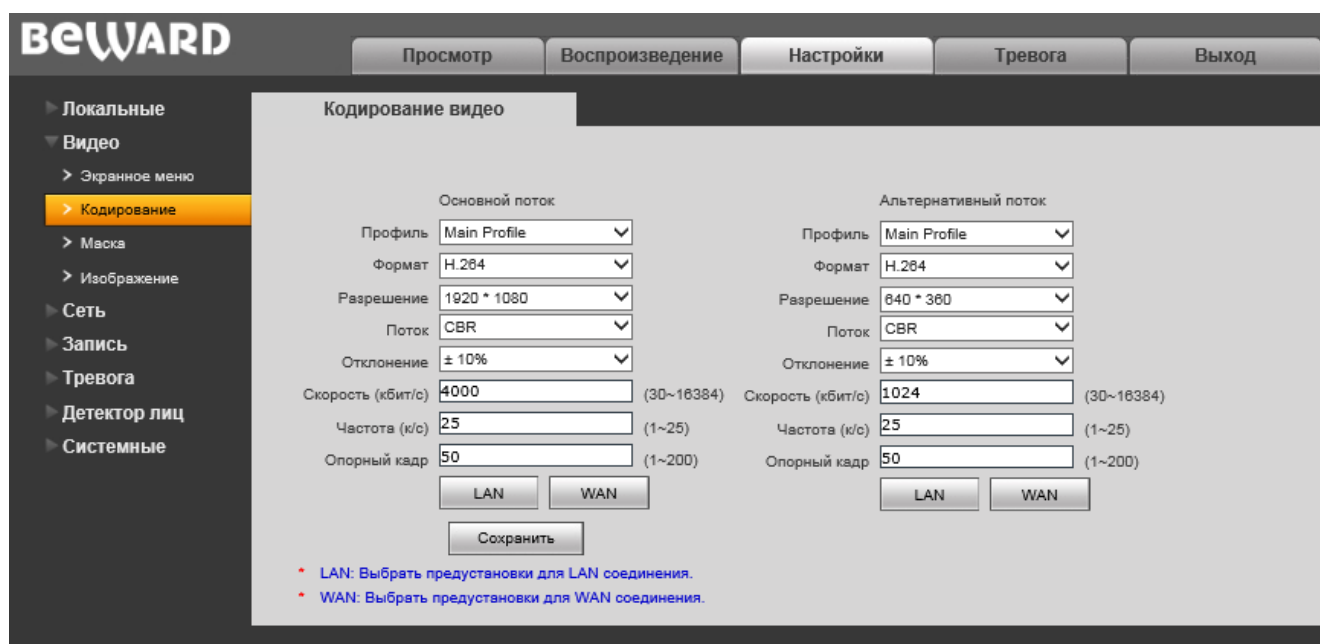 BEWARD
Просмотр Воспроизведение Настройки Тревога Выход
Локальные
Видео
Экранное меню
Кодирование
Маска
Изображение
Сеть
Запись
Тревога
Детектор лиц
Системные
Кодирование видео
Основной поток
Профиль Main Profile
Формат H.264
Разрешение 1920 * 1080
Поток CBR
Отклонение ± 10%
Скорость (кбит/с) 4000 (30~16384)
Частота (к/с) 25 (1~25)
Опорный кадр 50 (1~200)
LAN WAN
Альтернативный поток
Профиль Main Profile
Формат H.264
Разрешение 640 * 360
Поток CBR
Отклонение ± 10%
Скорость (кбит/с) 1024 (30~16384)
Частота (к/с) 25 (1~25)
Опорный кадр 50 (1~200)
LAN WAN
Сохранить
* LAN: Выбрать предустановки для LAN соединения.
* WAN: Выбрать предустановки для WAN соединения.